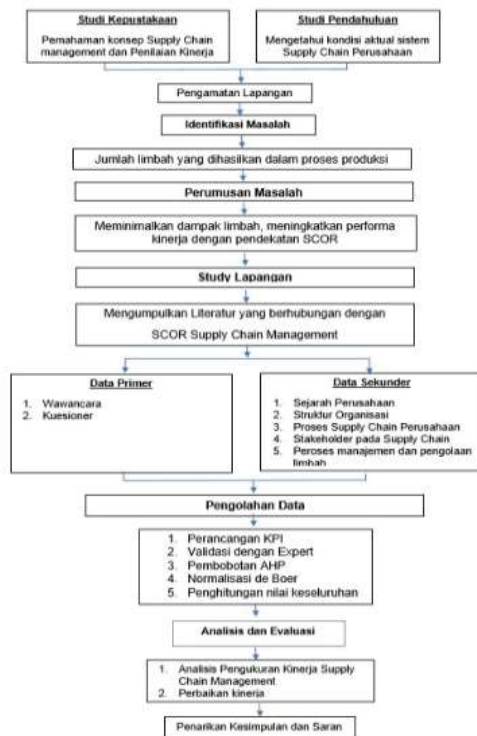 Studi Kepustakaan
Pemahaman konsep Supply Chain
management dan Penilaian Kinerja
Studi Pendahuluan
Mengetahui kondisi aktual sistem
Supply Chain Perusahaan
Pengamatan Lapangan
Identifikasi Masalah
Jumlah limbah yang dihasilkan dalam proses produksi
Perumusan Masalah
Meminimalkan dampak limbah, meningkatkan performa
kinerja dengan pendekatan SCOR
Study Lapangan
Mengumpulkan Literatur yang berhubungan dengan
SCOR Supply Chain Management
Data Primer
1. Wawancara
2. Kuesioner
Data Sekunder
1. Sejarah Perusahaan
2. Struktur Organisasi
3. Proses Supply Chain Perusahaan
4. Stakeholder pada Supply Chain
5. Peroses manajemen dan pengolaan
limbah
Pengolahan Data
1. Perancangan KPI
2. Validasi dengan Expert
3. Pembobotan AHP
4. Normalisasi de Boer
5. Penghitungan nilai keseluruhan
Analisis dan Evaluasi
1. Analisis Pengukuran Kinerja Supply
Chain Management
2. Perbaikan kinerja
Penarikan Kesimpulan dan Saran